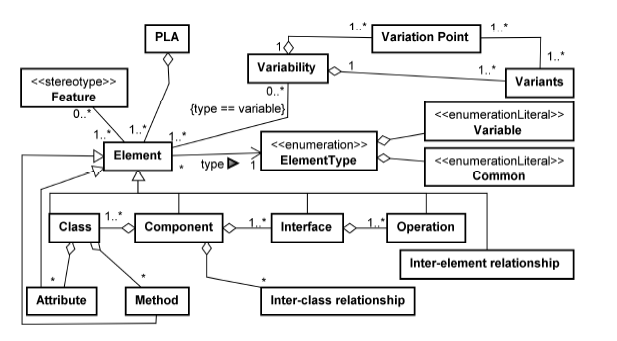 PLA
1..*
Variation Point
1..*
1
<<stereotype>>
Feature
Variability
1
1..*
1..*
Variants
0..*
0..*
{type == variable}
1..*
1..*
1..*
<<enumerationLiteral>>
Variable
Element
*
type
1
<<enumeration>>
ElementType
<<enumerationLiteral>>
Common
Class
1..*
Component
1..*
Interface
1..*
Operation
Inter-element relationship
*
*
*
Attribute
Method
Inter-class relationship